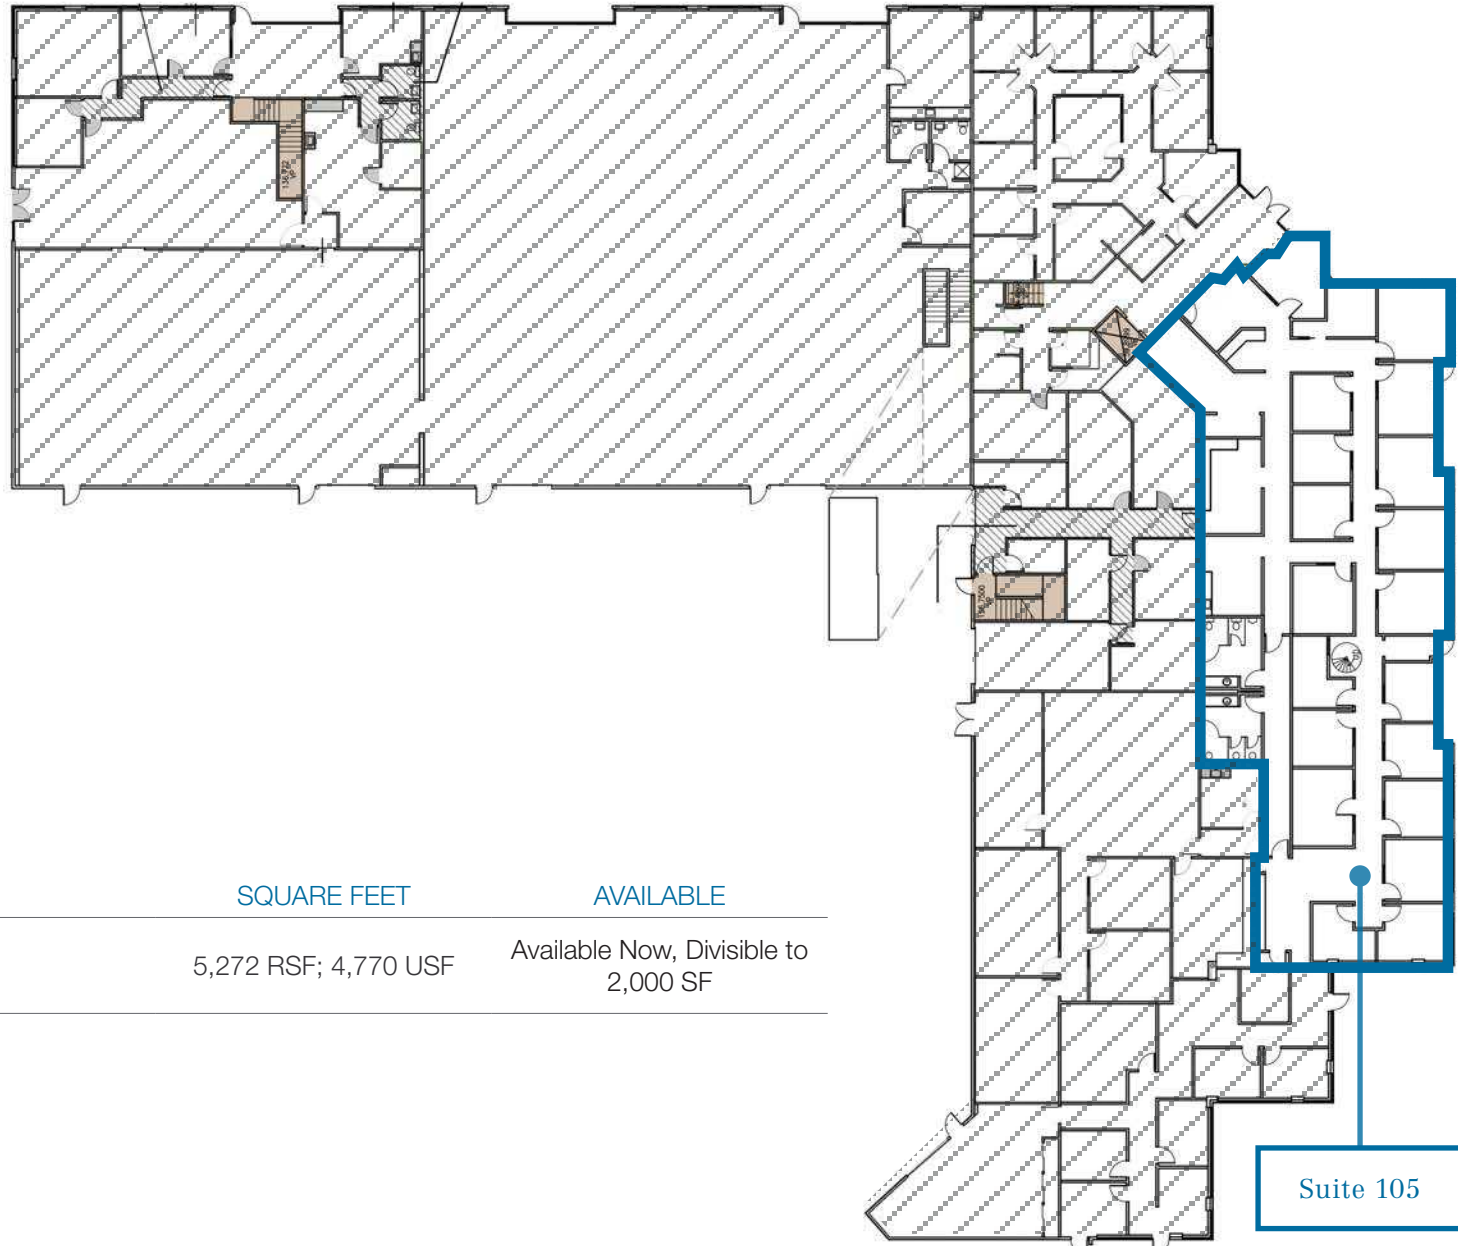 SQUARE FEET
AVAILABLE
5,272 RSF; 4,770 USF
Available Now, Divisible to
2,000 SF
Suite 105